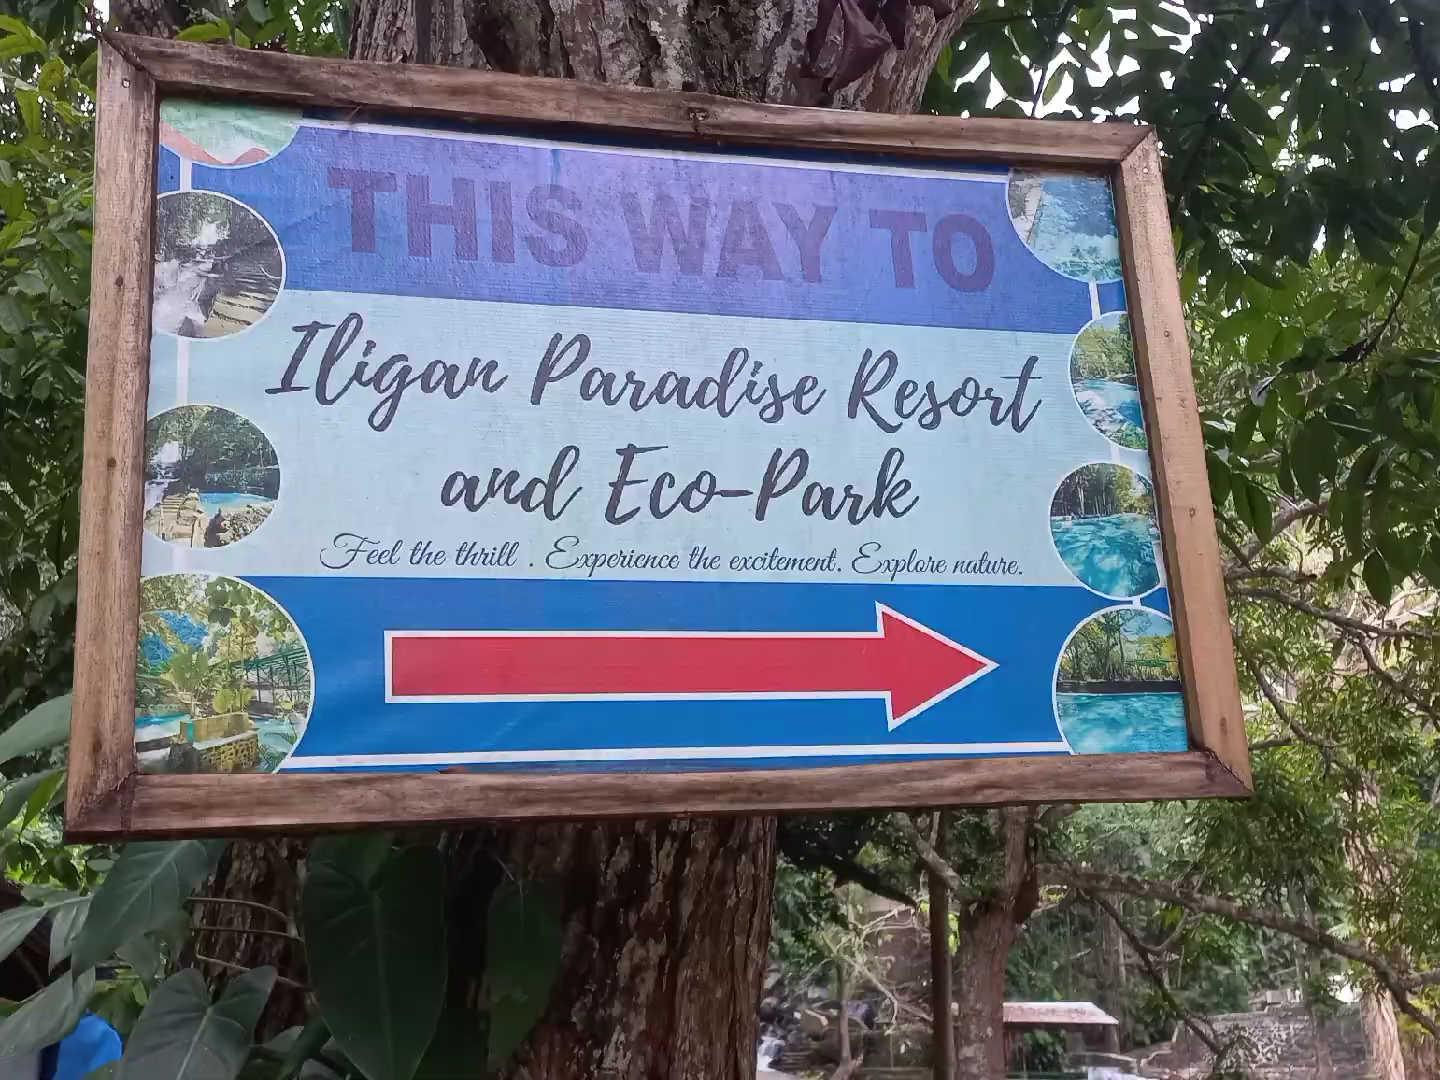 THIS WAY TO
Iligan Paradise Resort
and Eco-Park
Feel the thrill . Experience the excitement. Explore nature.